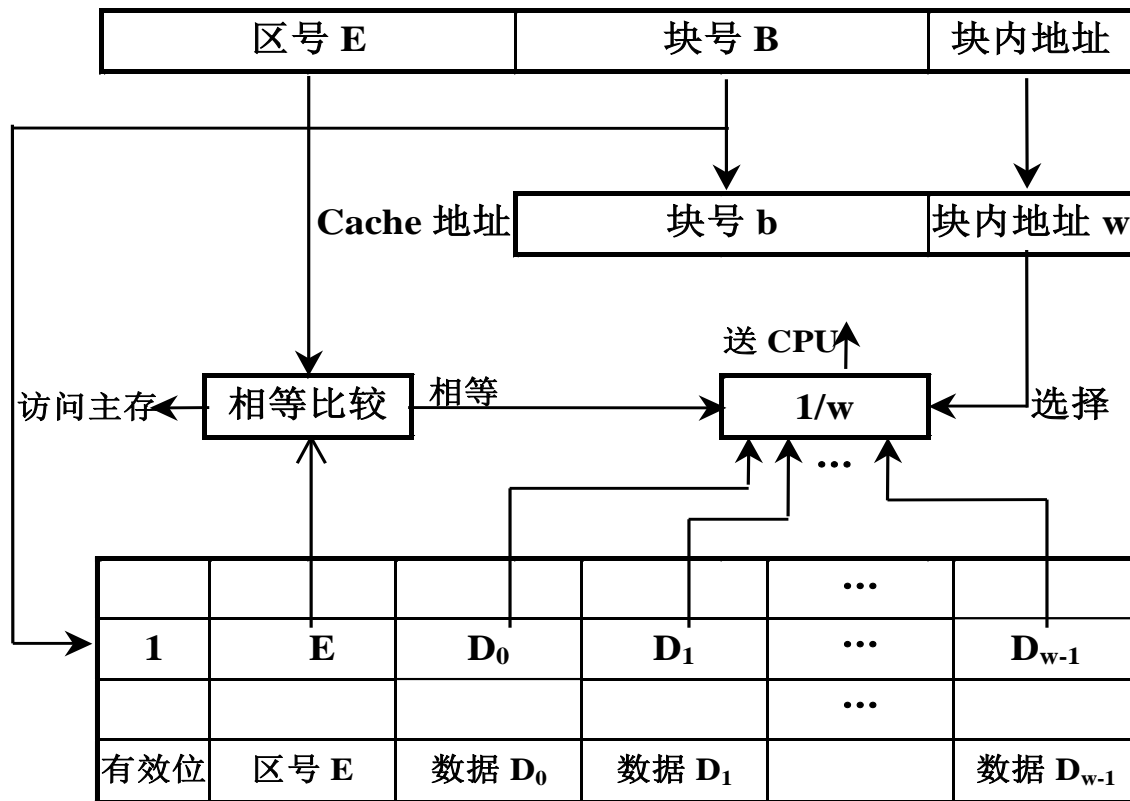 区号 E 块号 B 块内地址
Cache 地址 块号 b 块内地址 w
送 CPU
访问主存 相等比较 相等 1/w 选择
...
...
1 E D₀ D₁ ... D_w-1
...
有效位 区号 E 数据 D₀ 数据 D₁ 数据 D_w-1